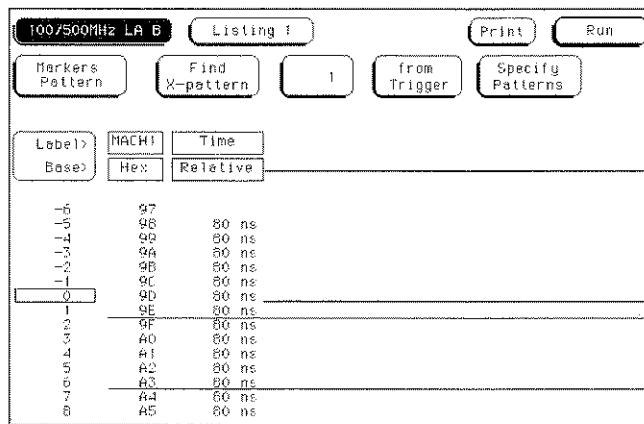 100/500MHz LA B Listing 1 Print Run
Markers Pattern Find X-pattern 1 from Trigger Specify Patterns
Label> MACH1 Time
Base> Hex Relative
-6 97
-5 98 80 ns
-4 99 80 ns
-3 9A 80 ns
-2 9B 80 ns
-1 9C 80 ns
0 9D 80 ns
1 9E 80 ns
2 9F 80 ns
3 A0 80 ns
4 A1 80 ns
5 A2 80 ns
6 A3 80 ns
7 A4 80 ns
8 A5 80 ns